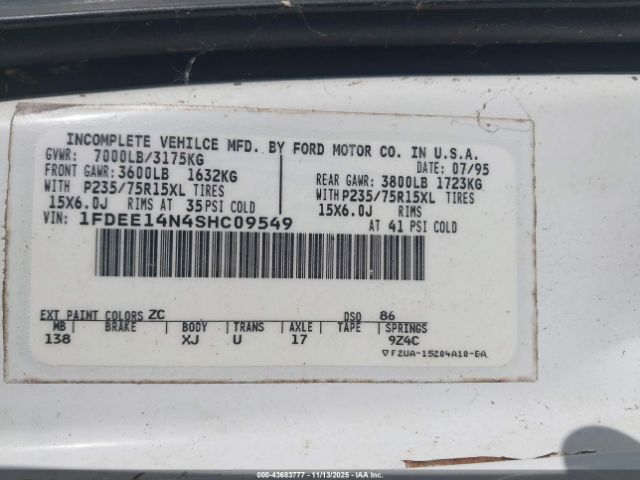 INCOMPLETE VEHILCE MFD. BY FORD MOTOR CO. IN U.S.A.
GVWR: 7000LB/3175KG DATE: 07/95
FRONT GAWR: 3600LB 1632KG REAR GAWR: 3800LB 1723KG
WITH P235/75R15XL TIRES WITH P235/75R15XL TIRES
15X6.0J RIMS AT 35 PSI COLD 15X6.0J RIMS
VIN: 1FDEE14N4SHC09549 AT 41 PSI COLD
EXT PAINT COLORS ZC DSO 86
WB BRAKE BODY TRANS AXLE TAPE SPRINGS
138 XJ U 17 9Z4C
▽F2UA-15204A10-EA
000-43683777 - 11/13/2025 - IAAI.COM